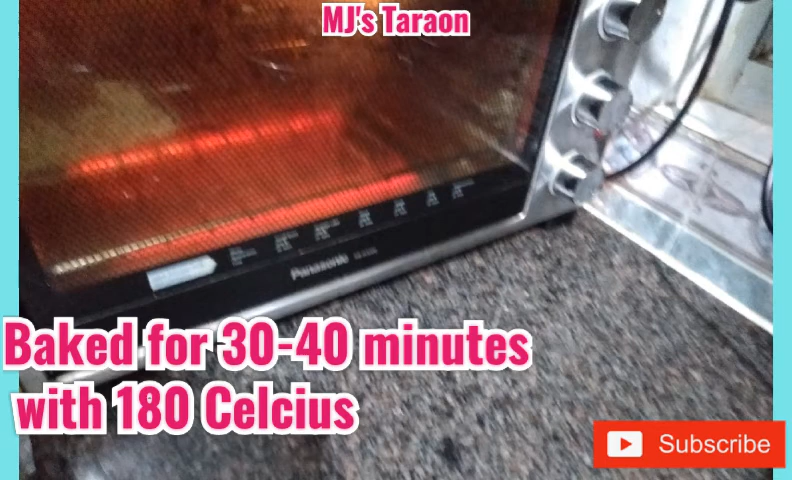 MJ's Taraon
Panasonic
Baked for 30-40 minutes
with 180 Celcius
Subscribe